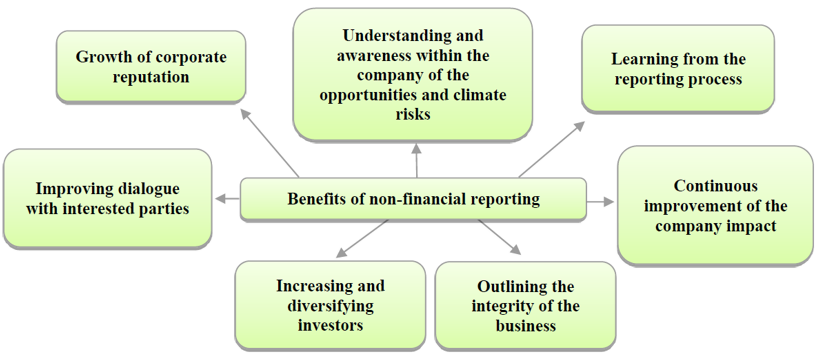 Growth of corporate
reputation
Understanding and
awareness within the
company of the
opportunities and climate
risks
Learning from the
reporting process
Improving dialogue
with interested parties
Benefits of non-financial reporting
Continuous
improvement of the
company impact
Increasing and
diversifying
investors
Outlining the
integrity of the
business